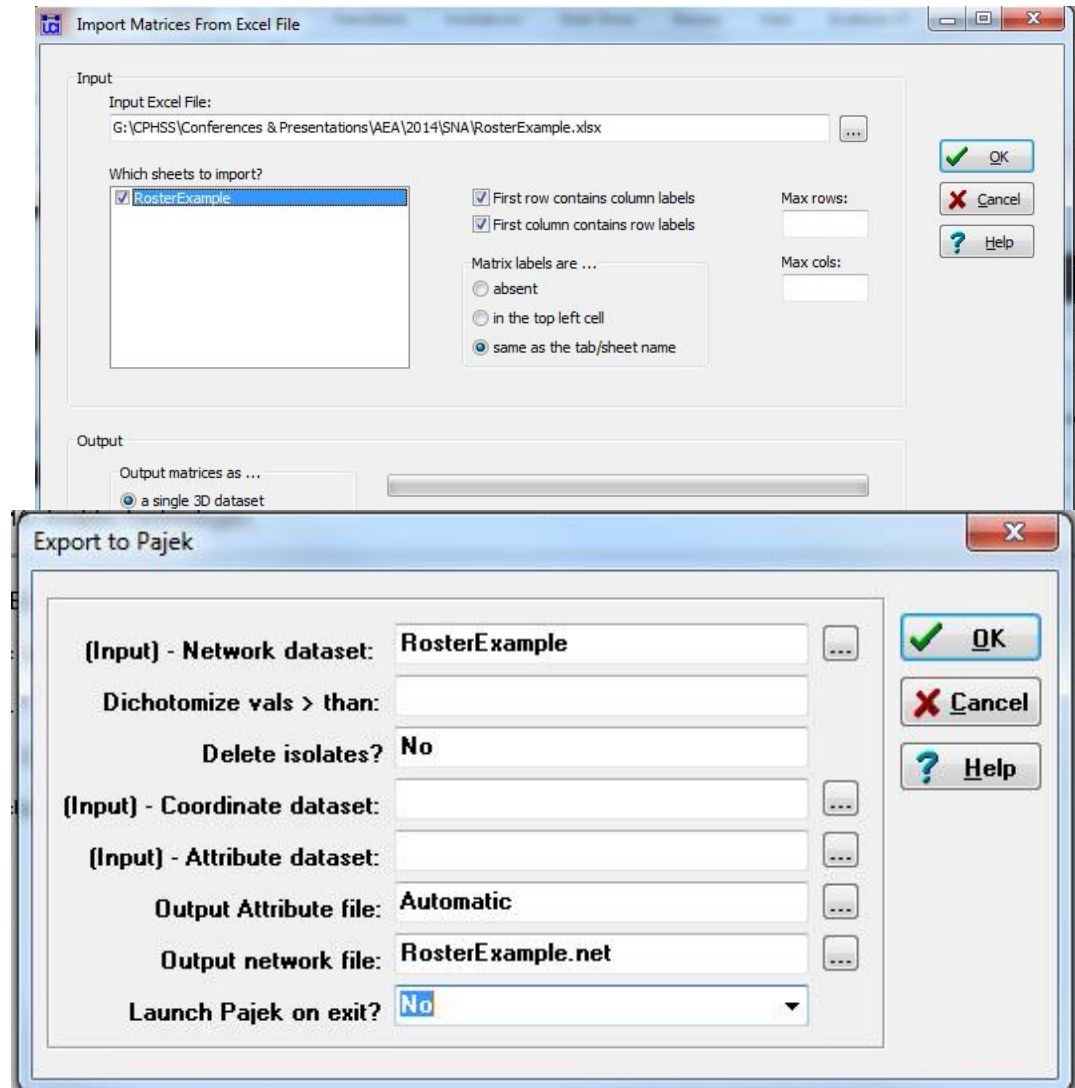 UCI Import Matrices From Excel File
Input
Input Excel File:
G:\CPHSS\Conferences & Presentations\AEA\2014\SNA\RosterExample.xlsx ...
OK
Which sheets to import?
RosterExample
First row contains column labels
Max rows:
Cancel
First column contains row labels
Help
Matrix labels are ...
Max cols:
absent
in the top left cell
same as the tab/sheet name
Output
Output matrices as ...
a single 3D dataset
Export to Pajek
(Input) - Network dataset: RosterExample ... OK
Dichotomize vals > than: Cancel
Delete isolates? No Help
(Input) - Coordinate dataset: ...
(Input) - Attribute dataset: ...
Output Attribute file: Automatic ...
Output network file: RosterExample.net ...
Launch Pajek on exit? No